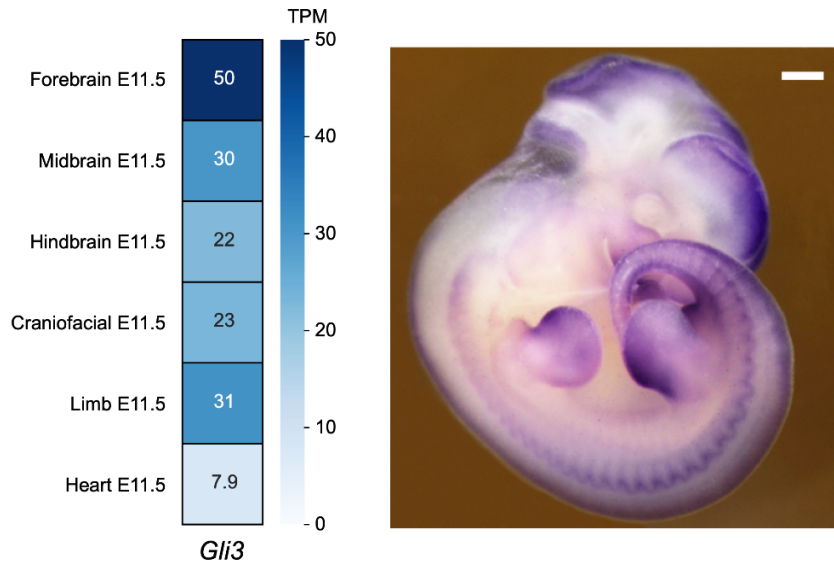 TPM
Forebrain E11.5 50
Midbrain E11.5 30
Hindbrain E11.5 22
Craniofacial E11.5 23
Limb E11.5 31
Heart E11.5 7.9
50
40
30
20
10
0
Gli3